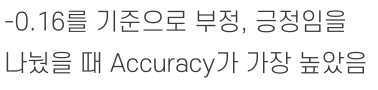 -0.16를 기준으로 부정, 긍정임을
나눴을 때 Accuracy가 가장 높았음